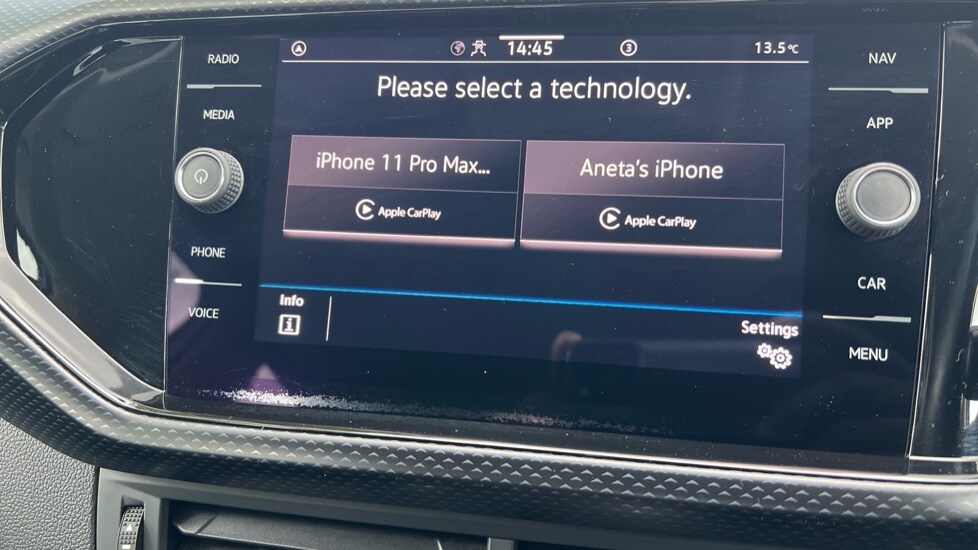 RADIO
MEDIA
PHONE
VOICE
14:45
3
13.5°C
Please select a technology.
iPhone 11 Pro Max...
Apple CarPlay
Aneta's iPhone
Apple CarPlay
Info
Settings
NAV
APP
CAR
MENU